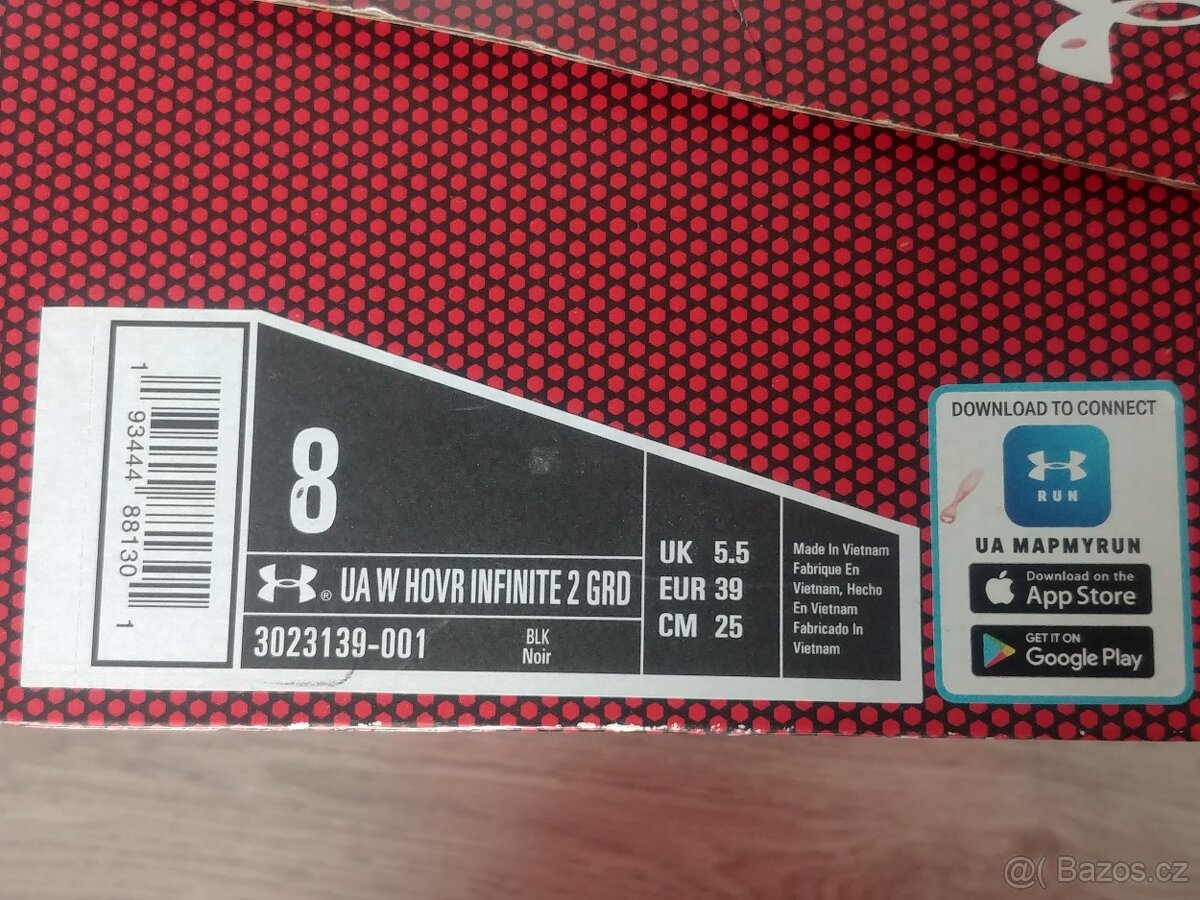 1 93444 88130 1
8
® UA W HOVR INFINITE 2 GRD
3023139-001
BLK
Noir
UK 5.5
EUR 39
CM 25
Made In Vietnam
Fabrique En
Vietnam, Hecho
En Vietnam
Fabricado In
Vietnam
DOWNLOAD TO CONNECT
RUN
UA MAPMYRUN
Download on the
App Store
GET IT ON
Google Play
@( Bazos.cz